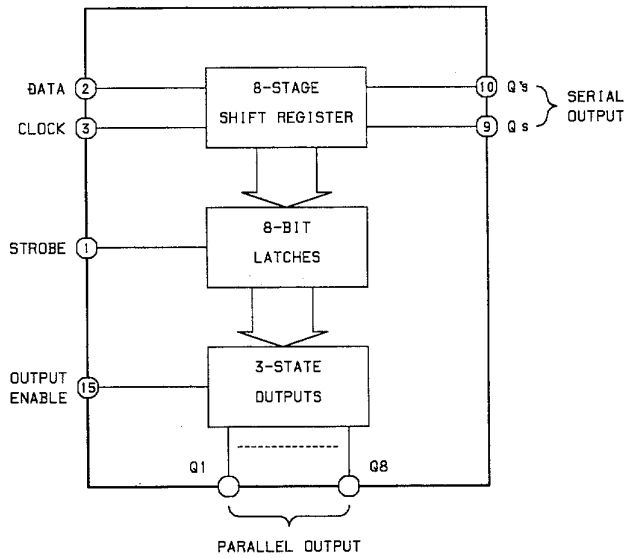 DATA 2 8-STAGE 10 Q's SERIAL
CLOCK 3 SHIFT REGISTER 9 Qs OUTPUT
STROBE 1 8-BIT
LATCHES
OUTPUT 15 3-STATE
ENABLE OUTPUTS
Q1 Q8
PARALLEL OUTPUT